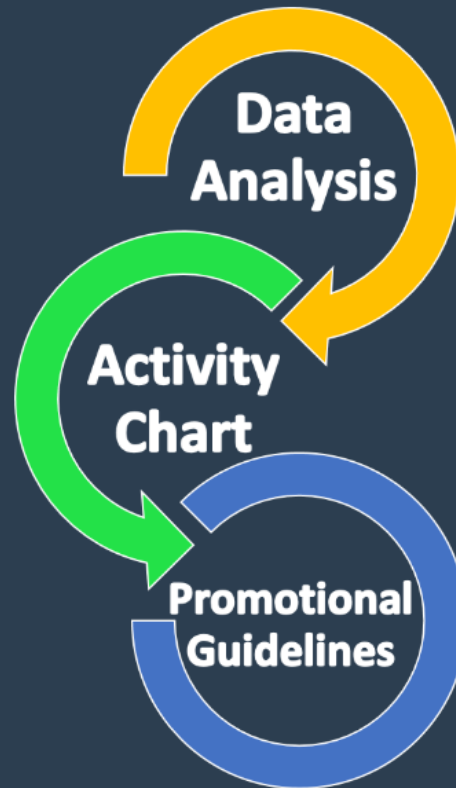 Data
Analysis
Activity
Chart
Promotional
Guidelines